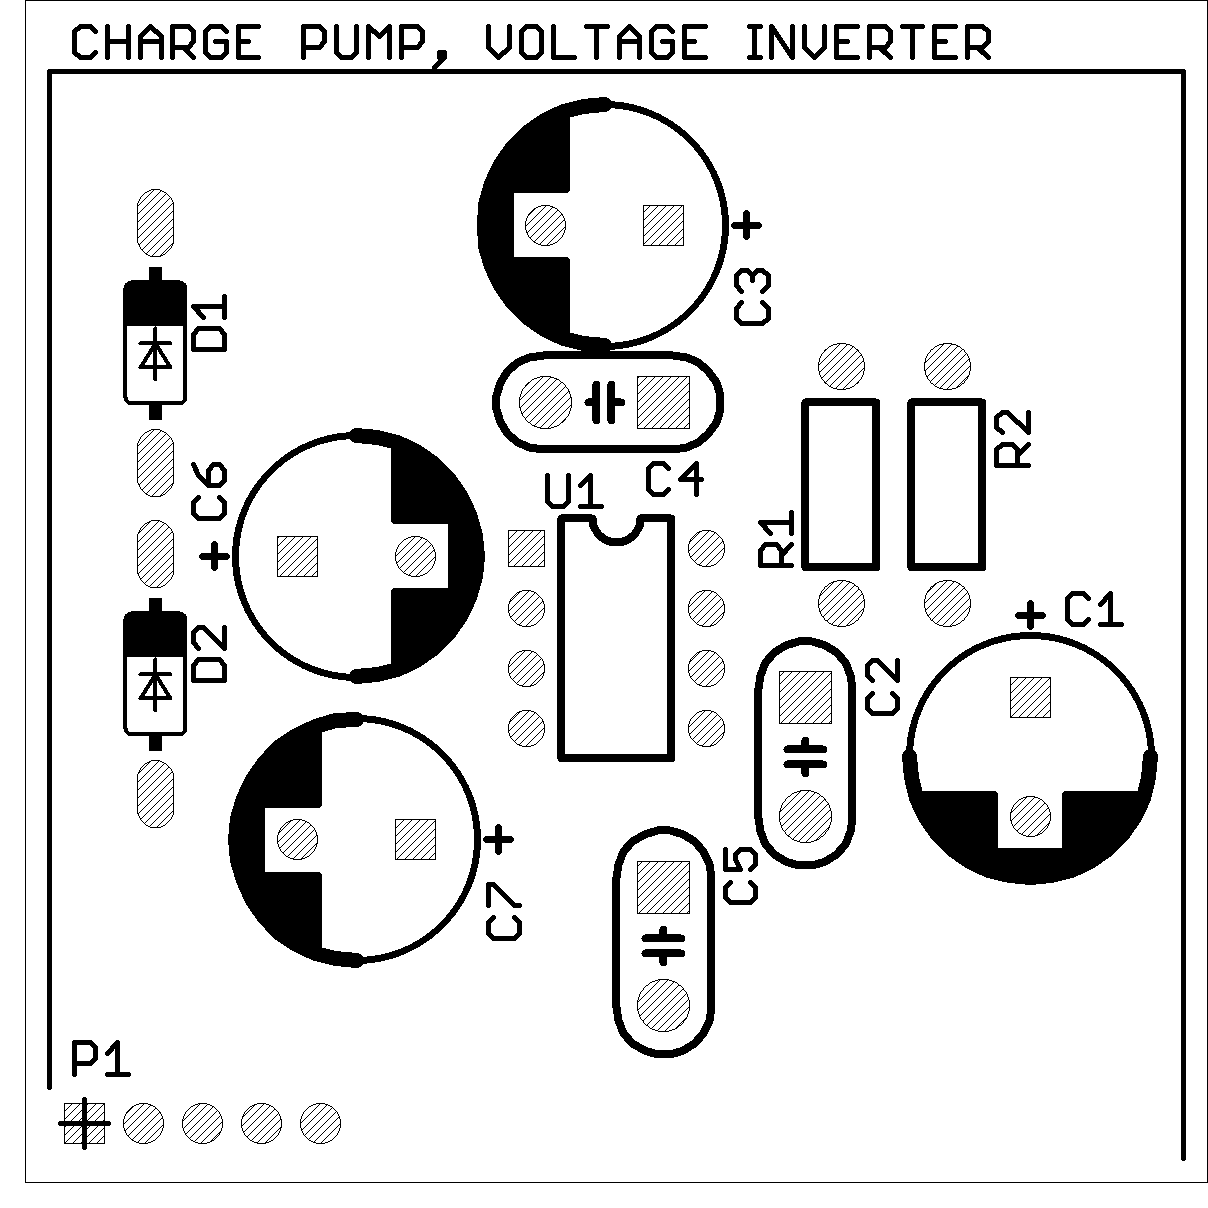 CHARGE PUMP, VOLTAGE INVERTER
+
C3
D1
R2
C6
C4
U1
R1
+
+ C1
D2
C2
+
C5
C7
P1